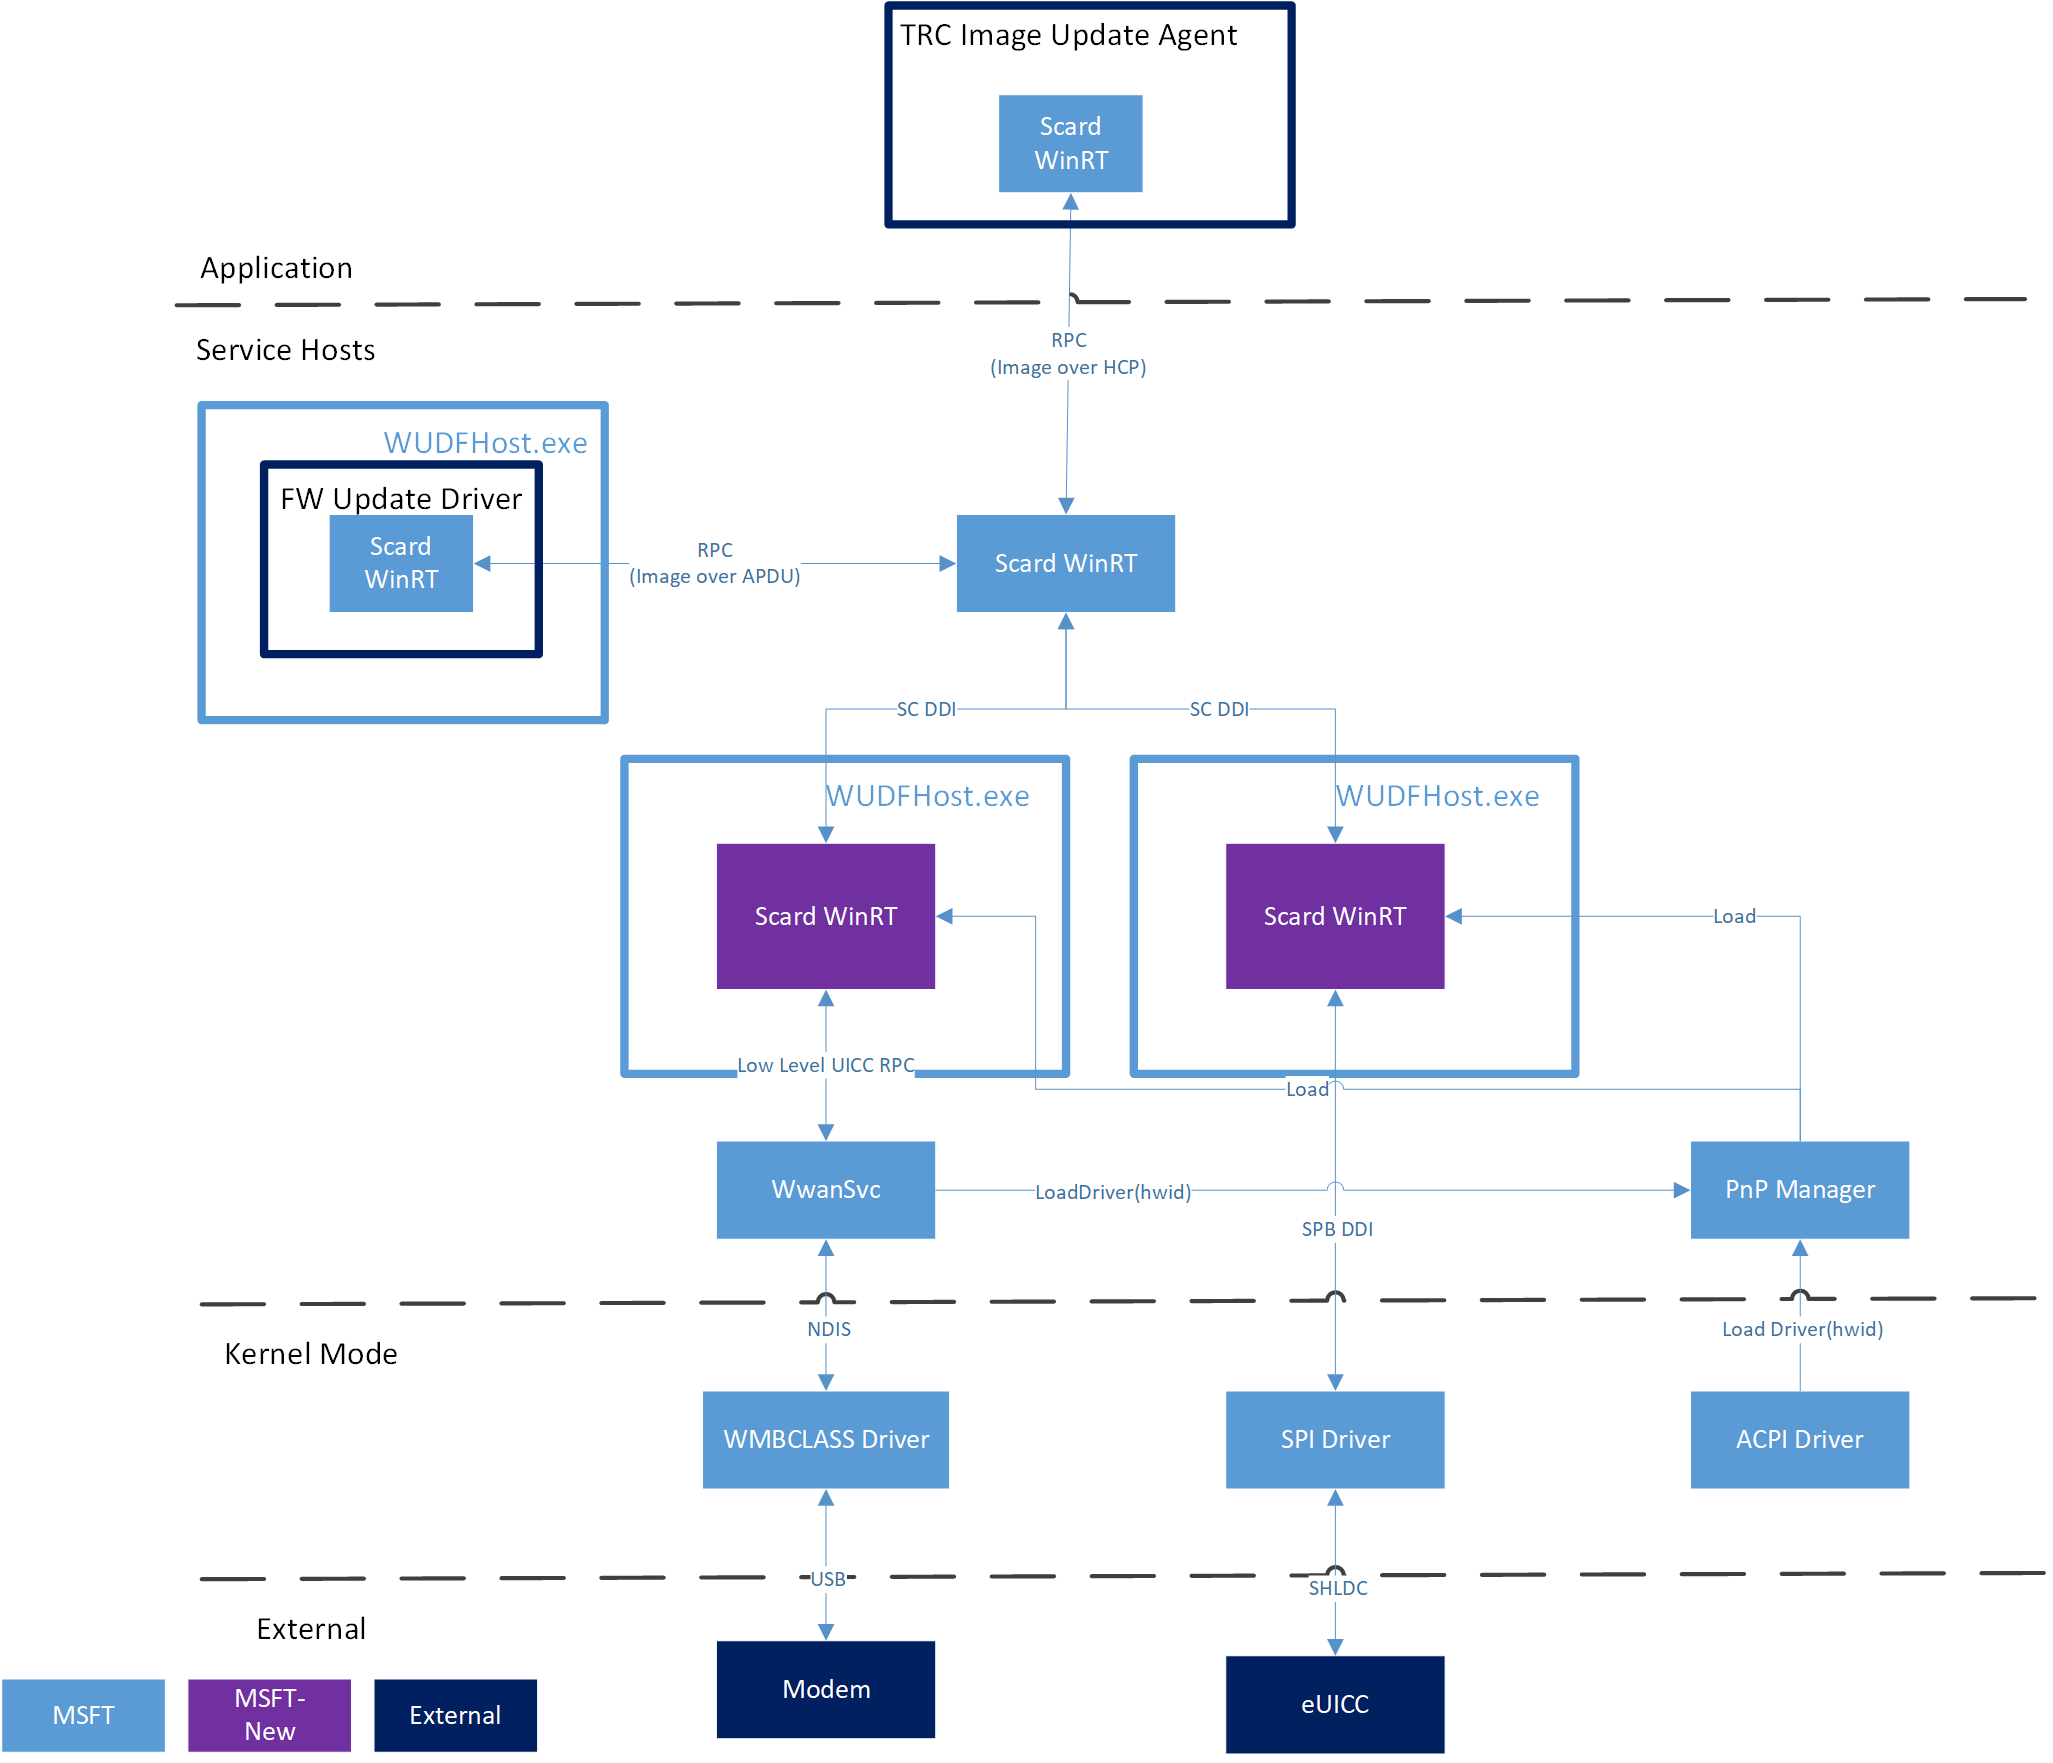 TRC Image Update Agent
Scard
WinRT
Application
Service Hosts
RPC
(Image over HCP)
WUDFHost.exe
FW Update Driver
Scard
WinRT
RPC
(Image over APDU)
Scard WinRT
SC DDI
SC DDI
WUDFHost.exe
WUDFHost.exe
Scard WinRT
Scard WinRT
Load
Low Level UICC RPC
Load
WwanSvc
LoadDriver(hwid)
PnP Manager
SPB DDI
NDIS
Load Driver(hwid)
Kernel Mode
WMBCLASS Driver
SPI Driver
ACPI Driver
USB
SHLDC
External
Modem
eUICC
MSFT
MSFT-
New
External